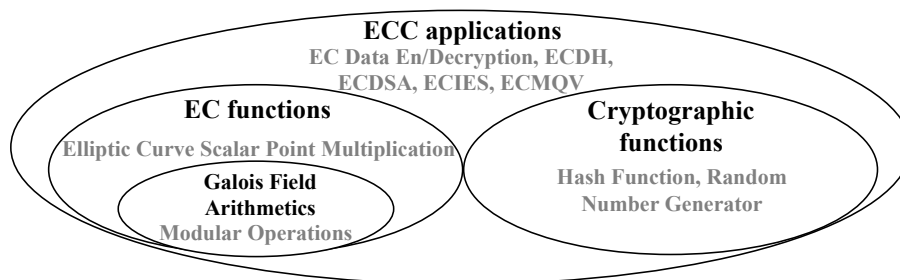 ECC applications
EC Data En/Decryption, ECDH,
ECDSA, ECIES, ECMQV
EC functions
Elliptic Curve Scalar Point Multiplication
Galois Field
Arithmetics
Modular Operations
Cryptographic
functions
Hash Function, Random
Number Generator